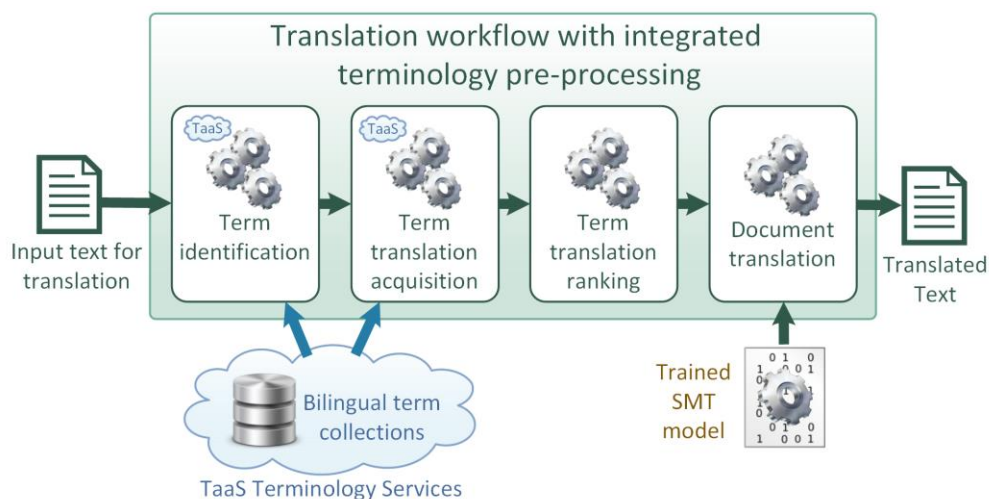 Translation workflow with integrated
terminology pre-processing
TaaS
TaaS
Input text for
translation
Term
identification
Term
translation
acquisition
Term
translation
ranking
Document
translation
Translated
Text
Bilingual term
collections
TaaS Terminology Services
Trained
SMT
model